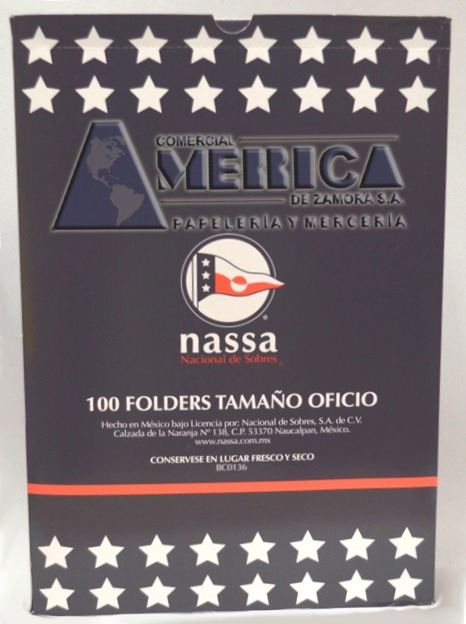 COMERCIAL
AMERICA
DE ZAMORA S.A.
PAPELERÍA Y MERCERÍA
nassa
Nacional de Sobres
100 FOLDERS TAMAÑO OFICIO
Hecho en México bajo Licencia por: Nacional de Sobres, S.A. de C.V.
Calzada de la Naranja Nº 138, C.P. 53370 Naucalpan, México.
www.nassa.com.mx
CONSERVESE EN LUGAR FRESCO Y SECO
BC0136